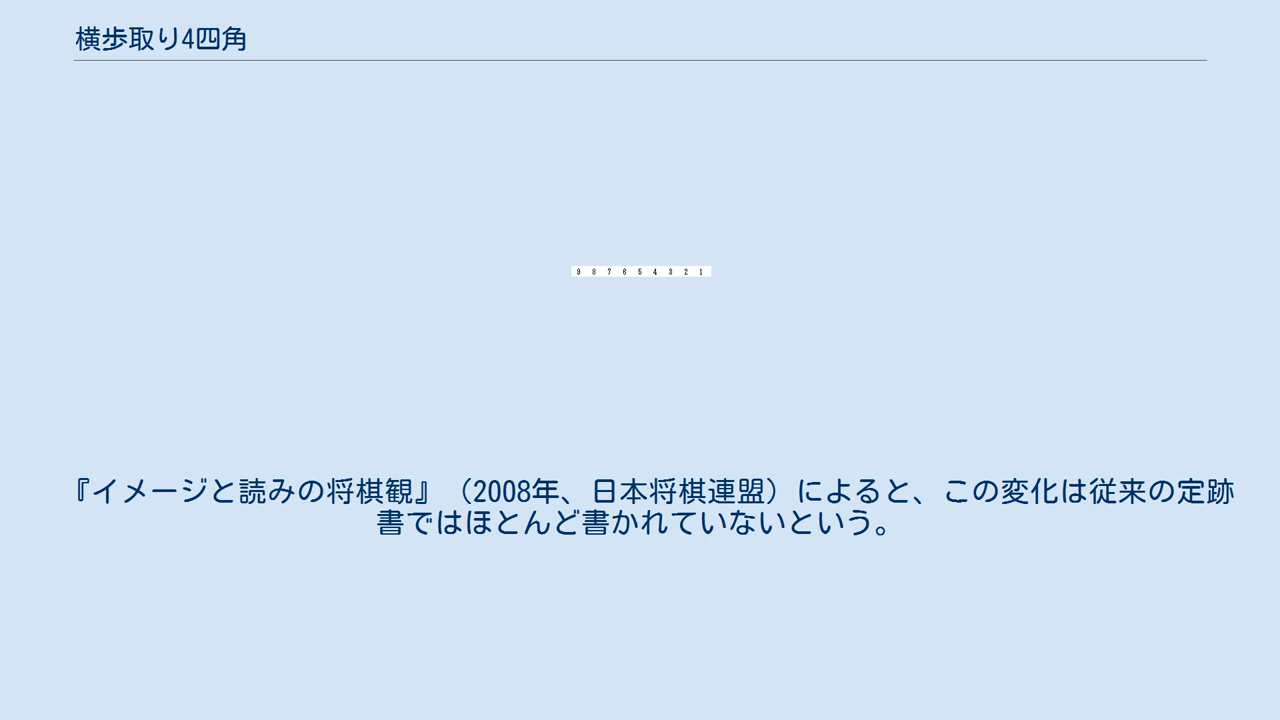 横歩取り4四角
9 8 7 6 5 4 3 2 1
『イメージと読みの将棋観』（2008年、日本将棋連盟）によると、この変化は従来の定跡
書ではほとんど書かれていないという。